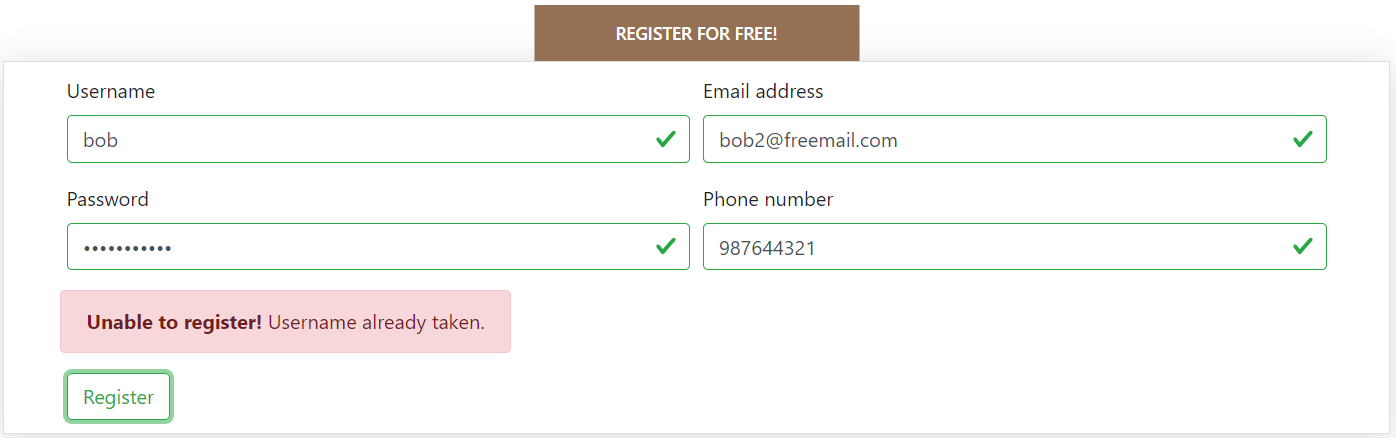 REGISTER FOR FREE!
Username
Email address
bob
bob2@freemail.com
Password
Phone number
•••••••••••
987644321
Unable to register! Username already taken.
Register